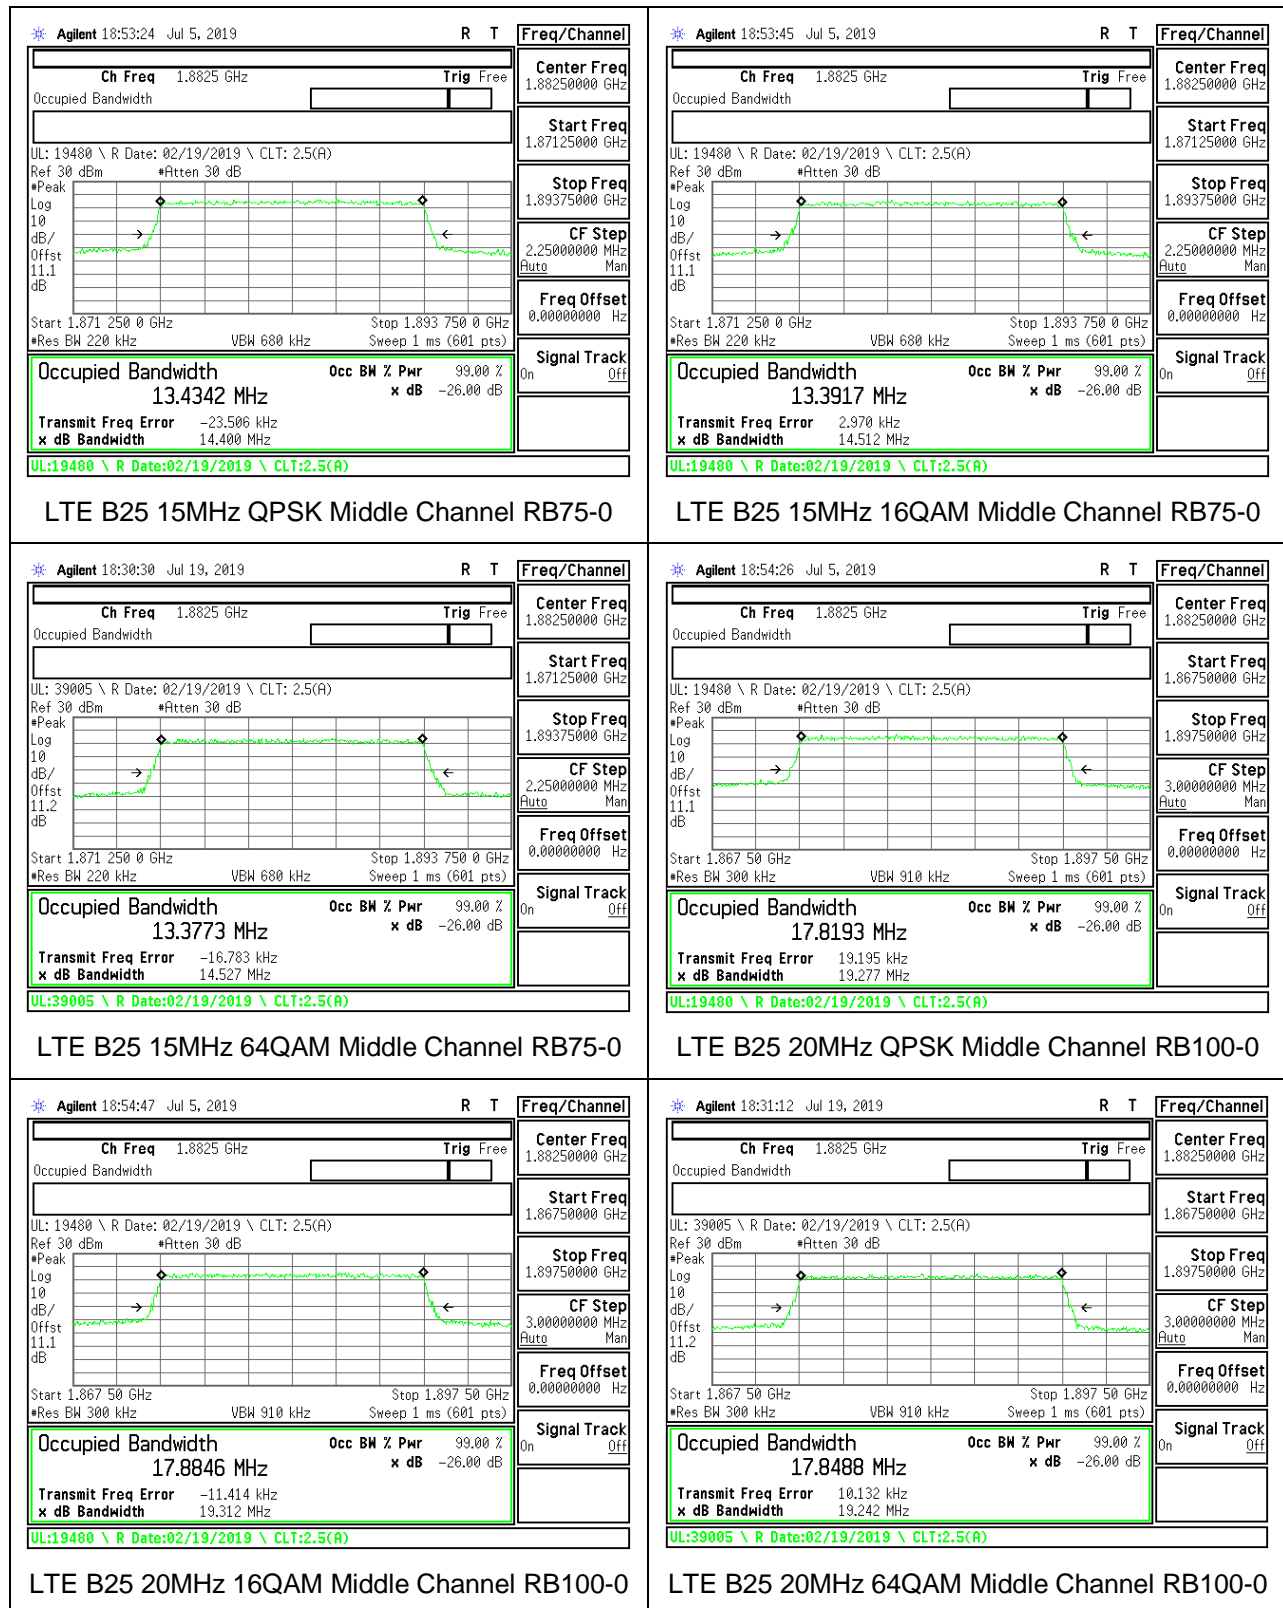 Agilent 18:53:24 Jul 5, 2019 R T Freq/Channel
Ch Freq 1.8825 GHz Trig Free
Occupied Bandwidth
Center Freq
1.88250000 GHz
Start Freq
1.87125000 GHz
UL: 19480 \ R Date: 02/19/2019 \ CLT: 2.5(A)
Ref 30 dBm #Atten 30 dB
#Peak
Log
10
dB/
Offst
11.1
dB
Stop Freq
1.89375000 GHz
CF Step
2.25000000 MHz
Auto Man
Freq Offset
0.00000000 Hz
Start 1.871 250 0 GHz Stop 1.893 750 0 GHz
#Res BW 220 kHz VBW 680 kHz Sweep 1 ms (601 pts)
Signal Track
On Off
Occupied Bandwidth Occ BW % Pwr 99.00 %
13.4342 MHz x dB -26.00 dB
Transmit Freq Error -23.506 kHz
x dB Bandwidth 14.400 MHz
UL:19480 \ R Date:02/19/2019 \ CLT:2.5(A)
LTE B25 15MHz QPSK Middle Channel RB75-0
Agilent 18:53:45 Jul 5, 2019 R T Freq/Channel
Ch Freq 1.8825 GHz Trig Free
Occupied Bandwidth
Center Freq
1.88250000 GHz
Start Freq
1.87125000 GHz
UL: 19480 \ R Date: 02/19/2019 \ CLT: 2.5(A)
Ref 30 dBm #Atten 30 dB
#Peak
Log
10
dB/
Offst
11.1
dB
Stop Freq
1.89375000 GHz
CF Step
2.25000000 MHz
Auto Man
Freq Offset
0.00000000 Hz
Start 1.871 250 0 GHz Stop 1.893 750 0 GHz
#Res BW 220 kHz VBW 680 kHz Sweep 1 ms (601 pts)
Signal Track
On Off
Occupied Bandwidth Occ BW % Pwr 99.00 %
13.3917 MHz x dB -26.00 dB
Transmit Freq Error 2.970 kHz
x dB Bandwidth 14.512 MHz
UL:19480 \ R Date:02/19/2019 \ CLT:2.5(A)
LTE B25 15MHz 16QAM Middle Channel RB75-0
Agilent 18:30:30 Jul 19, 2019 R T Freq/Channel
Ch Freq 1.8825 GHz Trig Free
Occupied Bandwidth
Center Freq
1.88250000 GHz
Start Freq
1.87125000 GHz
UL: 39005 \ R Date: 02/19/2019 \ CLT: 2.5(A)
Ref 30 dBm #Atten 30 dB
#Peak
Log
10
dB/
Offst
11.2
dB
Stop Freq
1.89375000 GHz
CF Step
2.25000000 MHz
Auto Man
Freq Offset
0.00000000 Hz
Start 1.871 250 0 GHz Stop 1.893 750 0 GHz
#Res BW 220 kHz VBW 680 kHz Sweep 1 ms (601 pts)
Signal Track
On Off
Occupied Bandwidth Occ BW % Pwr 99.00 %
13.3773 MHz x dB -26.00 dB
Transmit Freq Error -16.783 kHz
x dB Bandwidth 14.527 MHz
UL:39005 \ R Date:02/19/2019 \ CLT:2.5(A)
LTE B25 15MHz 64QAM Middle Channel RB75-0
Agilent 18:54:26 Jul 5, 2019 R T Freq/Channel
Ch Freq 1.8825 GHz Trig Free
Occupied Bandwidth
Center Freq
1.88250000 GHz
Start Freq
1.86750000 GHz
UL: 19480 \ R Date: 02/19/2019 \ CLT: 2.5(A)
Ref 30 dBm #Atten 30 dB
#Peak
Log
10
dB/
Offst
11.1
dB
Stop Freq
1.89750000 GHz
CF Step
3.00000000 MHz
Auto Man
Freq Offset
0.00000000 Hz
Start 1.867 50 GHz Stop 1.897 50 GHz
#Res BW 300 kHz VBW 910 kHz Sweep 1 ms (601 pts)
Signal Track
On Off
Occupied Bandwidth Occ BW % Pwr 99.00 %
17.8193 MHz x dB -26.00 dB
Transmit Freq Error 19.195 kHz
x dB Bandwidth 19.277 MHz
UL:19480 \ R Date:02/19/2019 \ CLT:2.5(A)
LTE B25 20MHz QPSK Middle Channel RB100-0
Agilent 18:54:47 Jul 5, 2019 R T Freq/Channel
Ch Freq 1.8825 GHz Trig Free
Occupied Bandwidth
Center Freq
1.88250000 GHz
Start Freq
1.86750000 GHz
UL: 19480 \ R Date: 02/19/2019 \ CLT: 2.5(A)
Ref 30 dBm #Atten 30 dB
#Peak
Log
10
dB/
Offst
11.1
dB
Stop Freq
1.89750000 GHz
CF Step
3.00000000 MHz
Auto Man
Freq Offset
0.00000000 Hz
Start 1.867 50 GHz Stop 1.897 50 GHz
#Res BW 300 kHz VBW 910 kHz Sweep 1 ms (601 pts)
Signal Track
On Off
Occupied Bandwidth Occ BW % Pwr 99.00 %
17.8846 MHz x dB -26.00 dB
Transmit Freq Error -11.414 kHz
x dB Bandwidth 19.312 MHz
UL:19480 \ R Date:02/19/2019 \ CLT:2.5(A)
LTE B25 20MHz 16QAM Middle Channel RB100-0
Agilent 18:31:12 Jul 19, 2019 R T Freq/Channel
Ch Freq 1.8825 GHz Trig Free
Occupied Bandwidth
Center Freq
1.88250000 GHz
Start Freq
1.86750000 GHz
UL: 39005 \ R Date: 02/19/2019 \ CLT: 2.5(A)
Ref 30 dBm #Atten 30 dB
#Peak
Log
10
dB/
Offst
11.2
dB
Stop Freq
1.89750000 GHz
CF Step
3.00000000 MHz
Auto Man
Freq Offset
0.00000000 Hz
Start 1.867 50 GHz Stop 1.897 50 GHz
#Res BW 300 kHz VBW 910 kHz Sweep 1 ms (601 pts)
Signal Track
On Off
Occupied Bandwidth Occ BW % Pwr 99.00 %
17.8488 MHz x dB -26.00 dB
Transmit Freq Error 10.132 kHz
x dB Bandwidth 19.242 MHz
UL:39005 \ R Date:02/19/2019 \ CLT:2.5(A)
LTE B25 20MHz 64QAM Middle Channel RB100-0